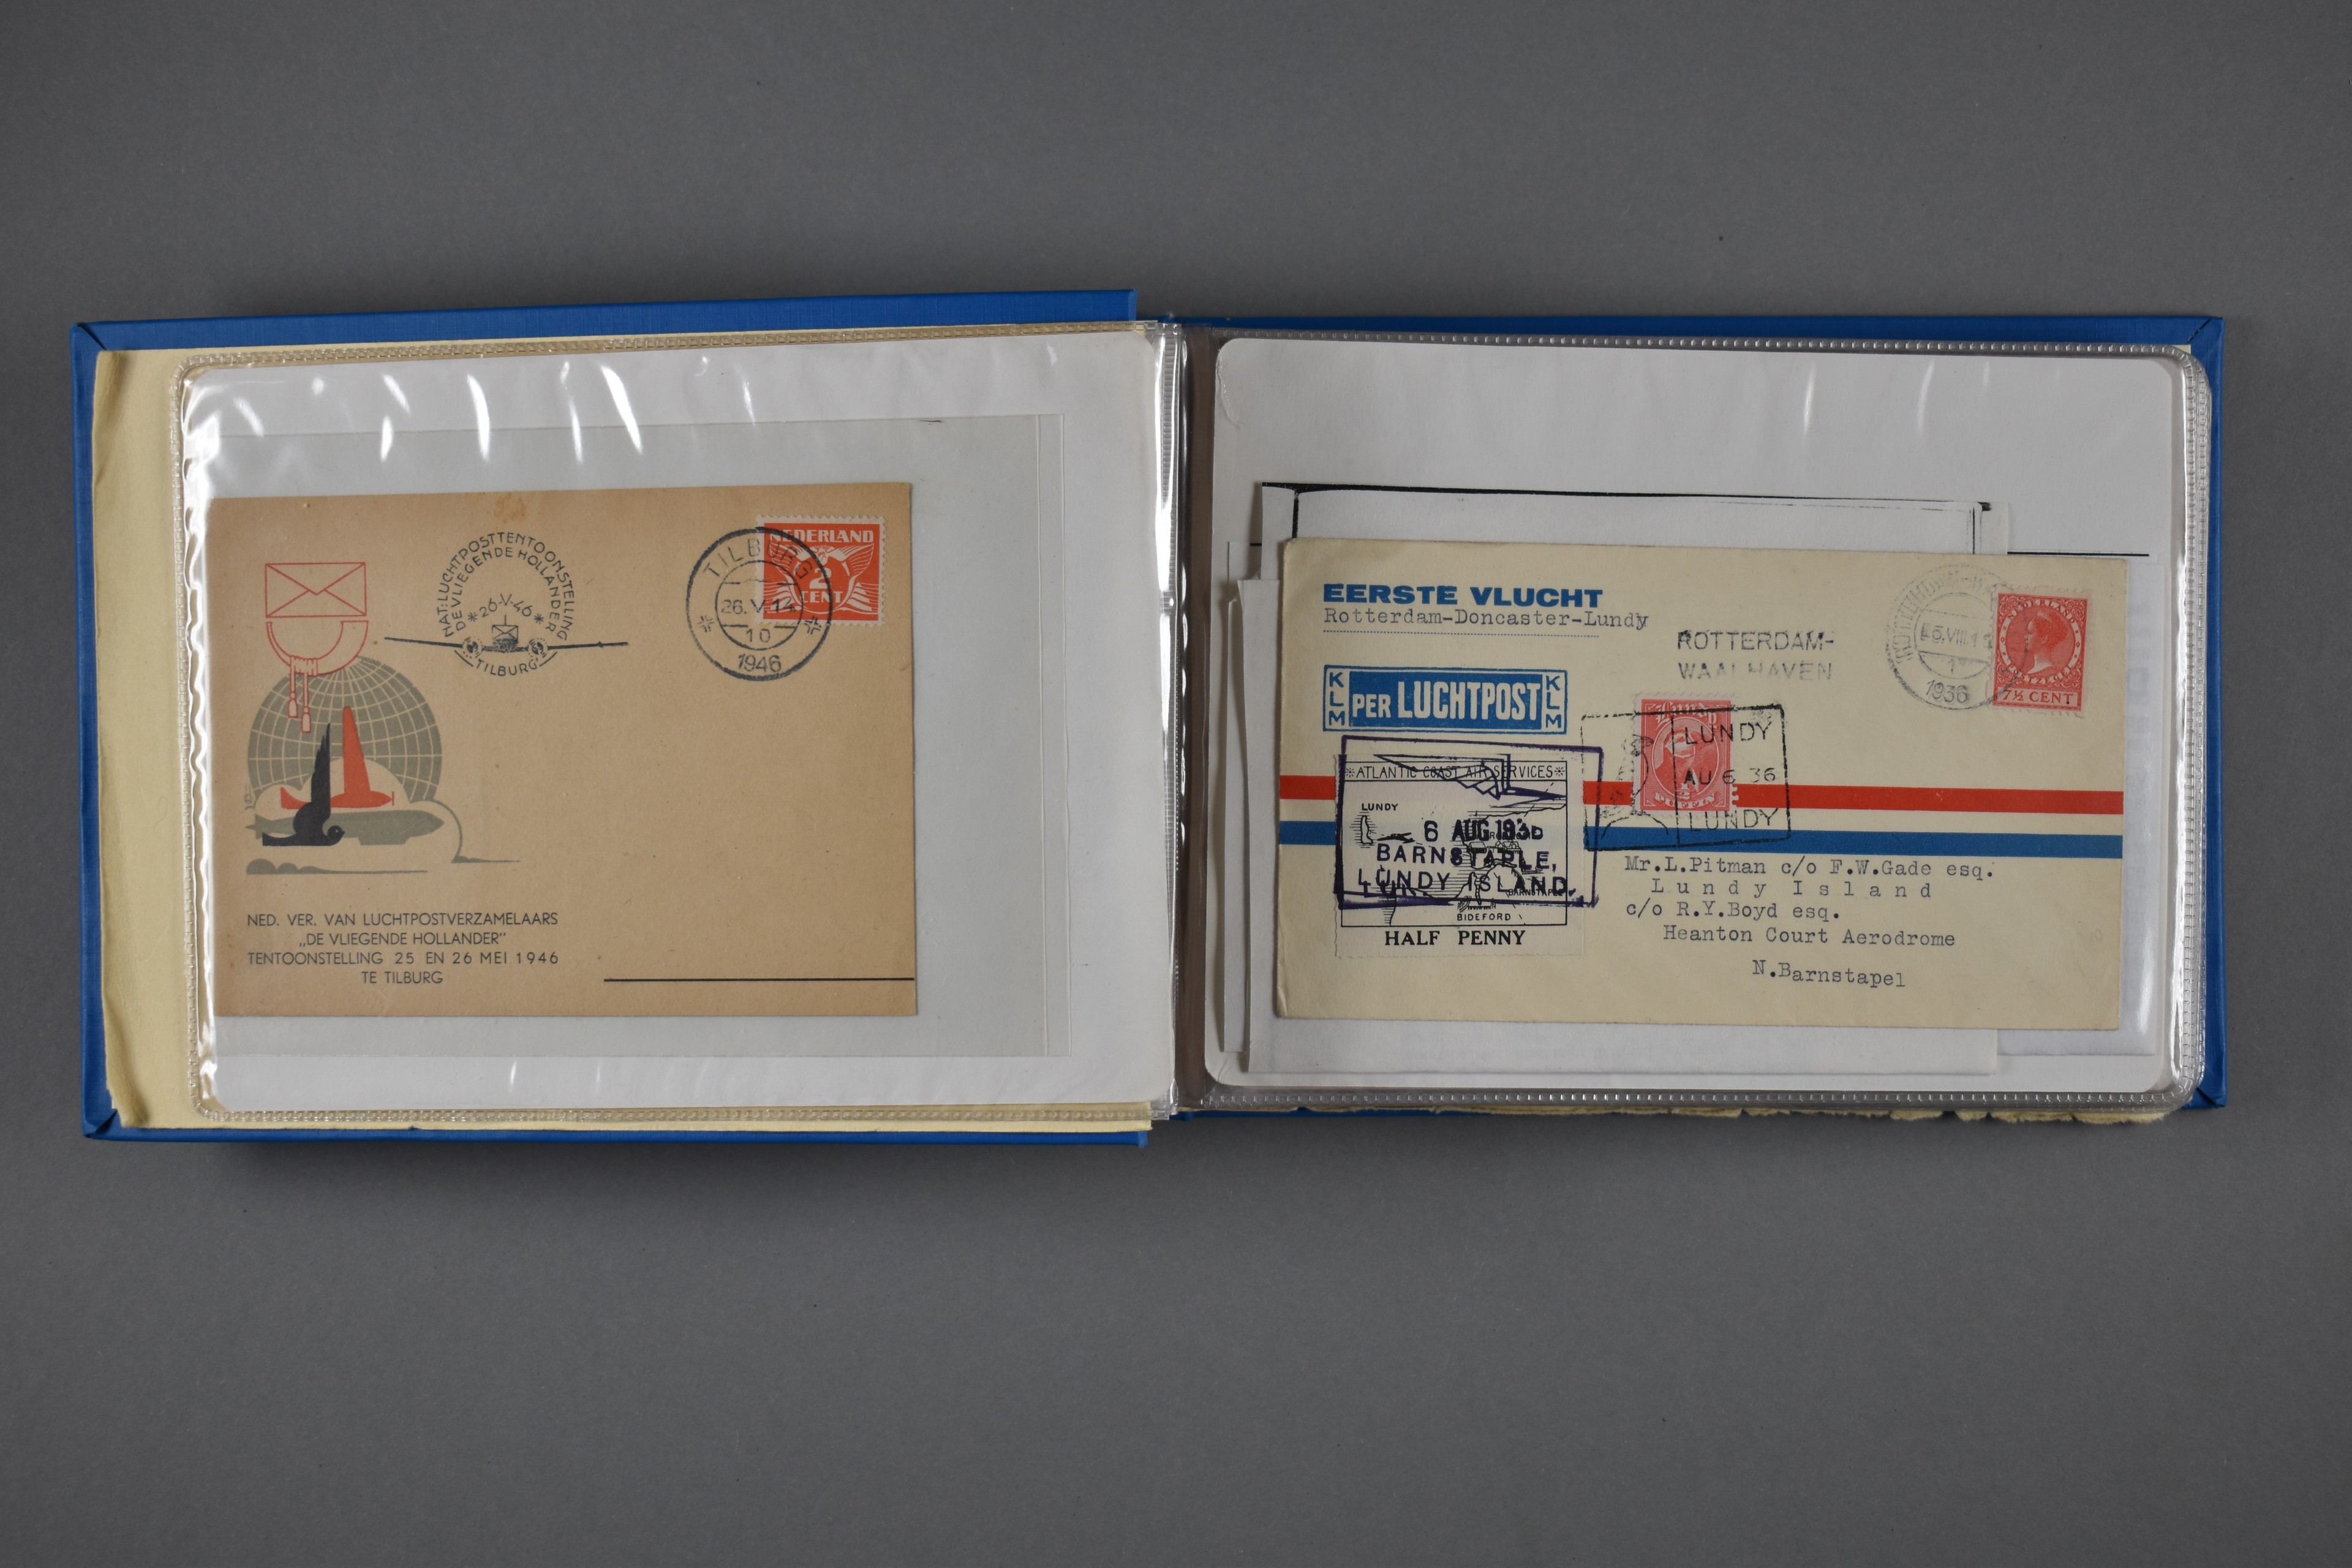 NAT: LUCHTPOSTTENTOONSTELLING
DE VLIEGENDE HOLLANDER
*26-V-46*
TILBURG
TILBURG
26.V.14
10
1946
NEDERLAND
2
CENT
NED. VER. VAN LUCHTPOSTVERZAMELAARS
„DE VLIEGENDE HOLLANDER”
TENTOONSTELLING 25 EN 26 MEI 1946
TE TILBURG
EERSTE VLUCHT
Rotterdam-Doncaster-Lundy
ROTTERDAM-
WAALHAVEN
1936
NEDERLAND
7½ CENT
KLM PER LUCHTPOST KLM
LUNDY
AU 6 36
LUNDY
*ATLANTIC COAST AIR SERVICES*
LUNDY
6 AUG 1936
BARNSTAPLE,
LUNDY ISLAND.
BARNSTAPLE
BIDEFORD
HALF PENNY
Mr.L.Pitman c/o F.W.Gade esq.
Lundy Island
c/o R.Y.Boyd esq.
Heanton Court Aerodrome
N.Barnstapel